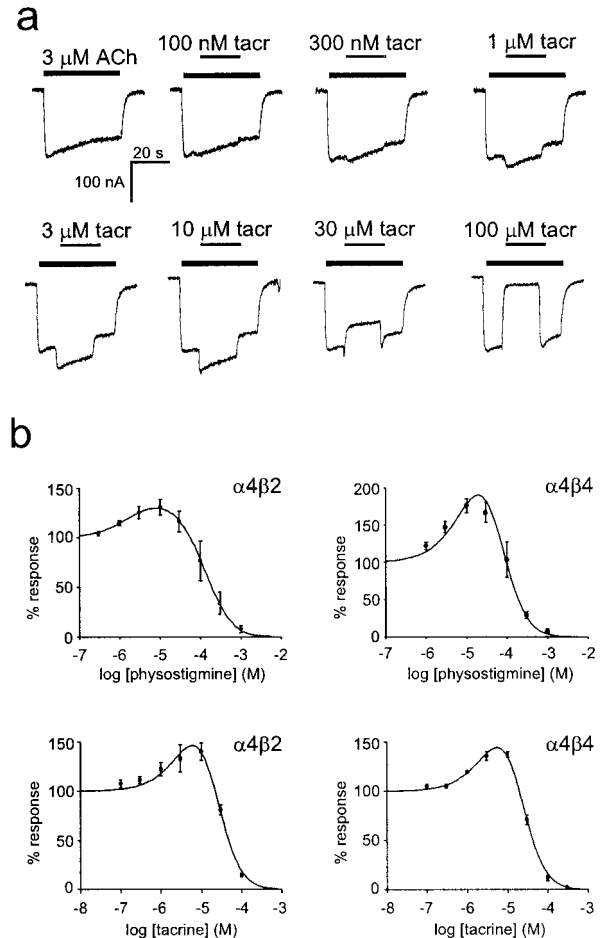 a
3 µM ACh
100 nM tacr
300 nM tacr
1 µM tacr
20 s
100 nA
3 µM tacr
10 µM tacr
30 µM tacr
100 µM tacr
b
α4β2
150
100
50
0
% response
-7 -6 -5 -4 -3 -2
log [physostigmine] (M)
α4β4
200
150
100
50
0
% response
-7 -6 -5 -4 -3 -2
log [physostigmine] (M)
α4β2
150
100
50
0
% response
-8 -7 -6 -5 -4 -3
log [tacrine] (M)
α4β4
150
100
50
0
% response
-8 -7 -6 -5 -4 -3
log [tacrine] (M)